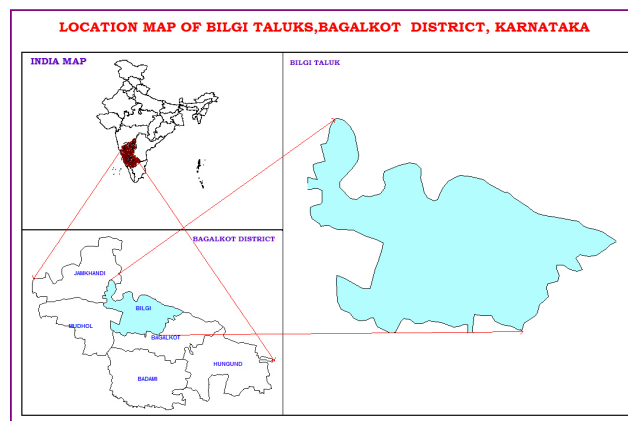 LOCATION MAP OF BILGI TALUKS,BAGALKOT DISTRICT, KARNATAKA
INDIA MAP
BILGI TALUK
BAGALKOT DISTRICT
JAMKHANDI
BILGI
MUDHOL
BAGALKOT
HUNGUND
BADAMI